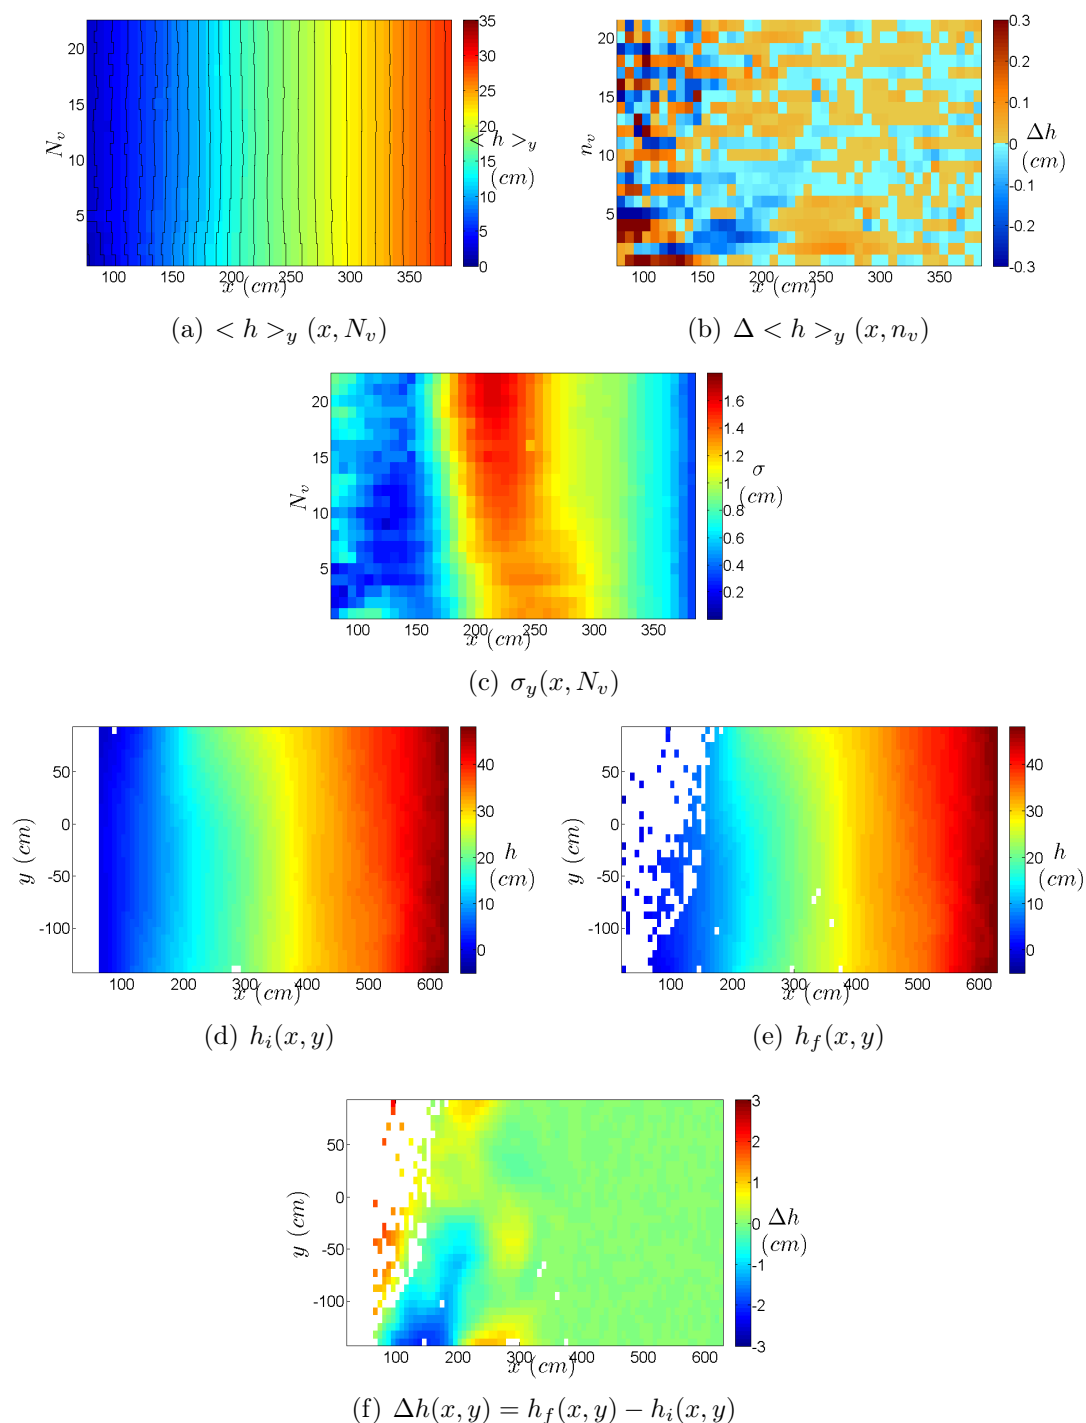 20
15
10
5
N_v
100 150 200 250 300 350
x (cm)
35
30
25
20
15
10
5
0
< h >_y
(cm)
(a) < h >_y (x, N_v)
20
15
10
5
n_v
100 150 200 250 300 350
x (cm)
0.3
0.2
0.1
0
-0.1
-0.2
-0.3
Δh
(cm)
(b) Δ < h >_y (x, n_v)
20
15
10
5
N_v
100 150 200 250 300 350
x (cm)
1.6
1.4
1.2
1
0.8
0.6
0.4
0.2
σ
(cm)
(c) σ_y(x, N_v)
50
0
-50
-100
y (cm)
100 200 300 400 500 600
x (cm)
40
30
20
10
0
h
(cm)
(d) h_i(x, y)
50
0
-50
-100
y (cm)
100 200 300 400 500 600
x (cm)
40
30
20
10
0
h
(cm)
(e) h_f(x, y)
50
0
-100
y (cm)
100 200 300 400 500 600
x (cm)
3
2
1
0
-1
-2
-3
Δh
(cm)
(f) Δh(x, y) = h_f(x, y) − h_i(x, y)